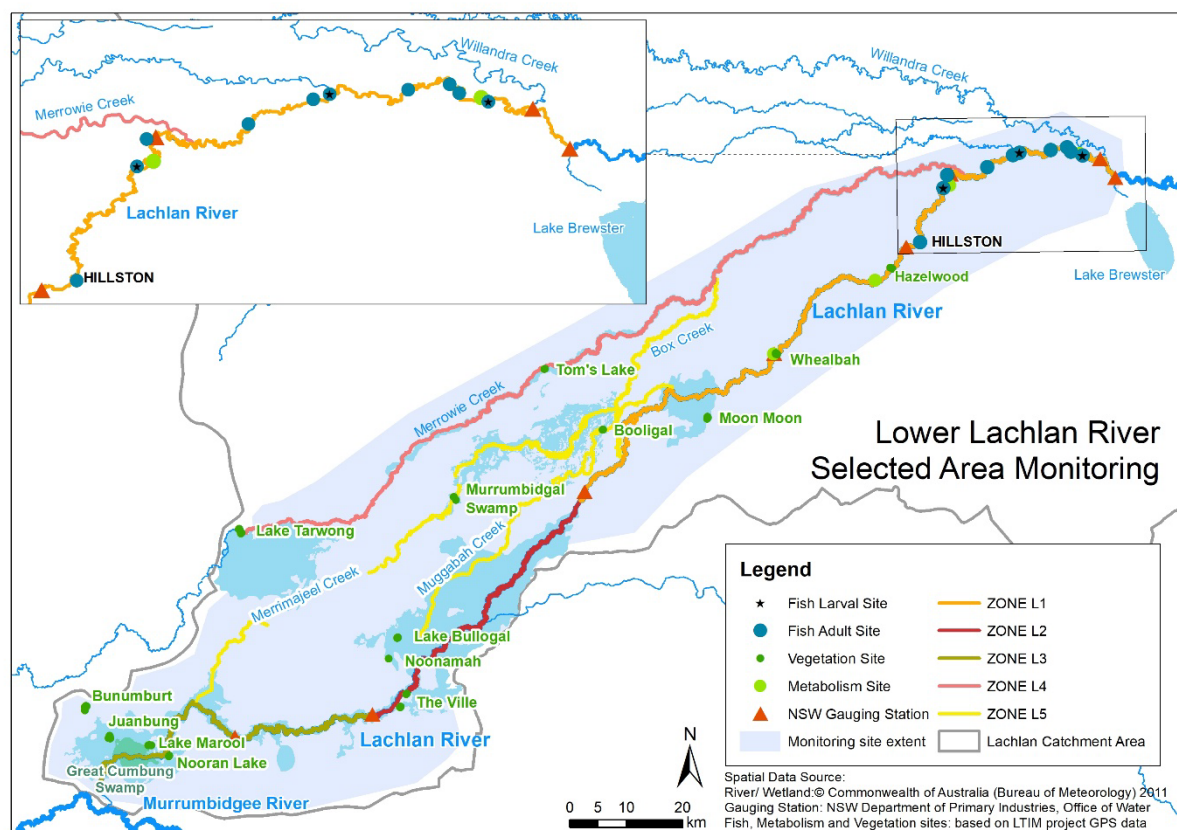 Willandra Creek
Merrowie Creek
Lachlan River
Lake Brewster
HILLSTON
Willandra Creek
HILLSTON
Lake Brewster
Hazelwood
Lachlan River
Box Creek
Whealbah
Tom's Lake
Merrowie Creek
Moon Moon
Booligal
Lower Lachlan River
Selected Area Monitoring
Murrumbidgal
Swamp
Lake Tarwong
Muggabah Creek
Merrimajeel Creek
Lake Bullogal
Noonamah
The Ville
Bunumburt
Juanbung
Lake Marool
Nooran Lake
Great Cumbung
Swamp
Lachlan River
Murrumbidgee River
Legend
Fish Larval Site
Fish Adult Site
Vegetation Site
Metabolism Site
NSW Gauging Station
Monitoring site extent
ZONE L1
ZONE L2
ZONE L3
ZONE L4
ZONE L5
Lachlan Catchment Area
N
0 5 10 20
km
Spatial Data Source:
River/ Wetland:© Commonwealth of Australia (Bureau of Meteorology) 2011
Gauging Station: NSW Department of Primary Industries, Office of Water
Fish, Metabolism and Vegetation sites: based on LTIM project GPS data